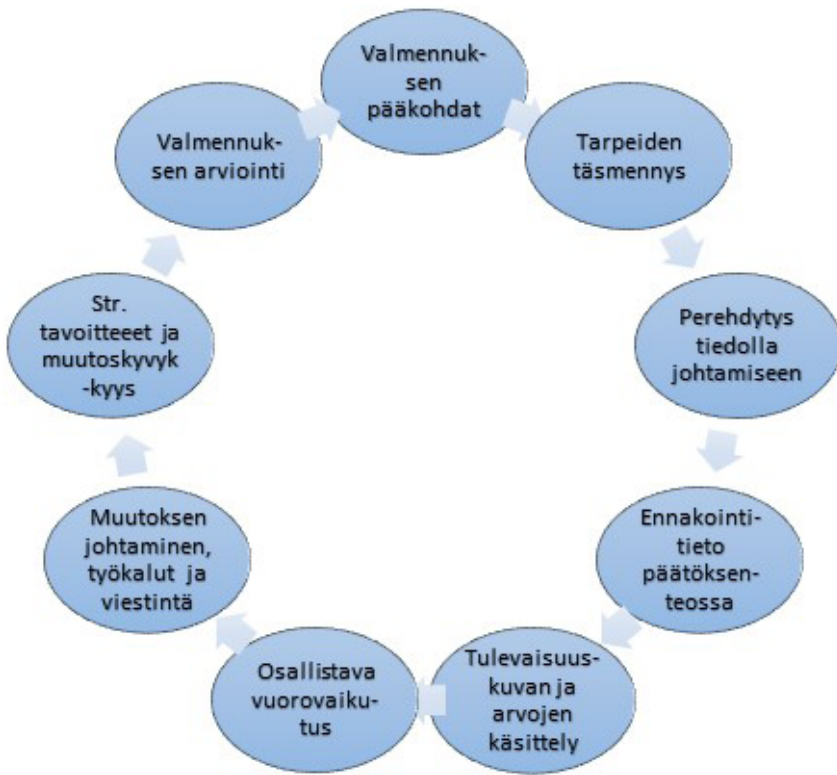 Valmennuk-
sen
pääkohdat
Tarpeiden
täsmennys
Perehdytys
tiedolla
johtamiseen
Ennakointi-
tieto
päätöksen-
teossa
Tulevaisuus-
kuvan ja
arvojen
käsittely
Osallistava
vuorovaiku-
tus
Muutoksen
johtaminen,
työkalut ja
viestintä
Str.
tavoitteeet ja
muutoskyvyk
-kyys
Valmennuk-
sen arviointi